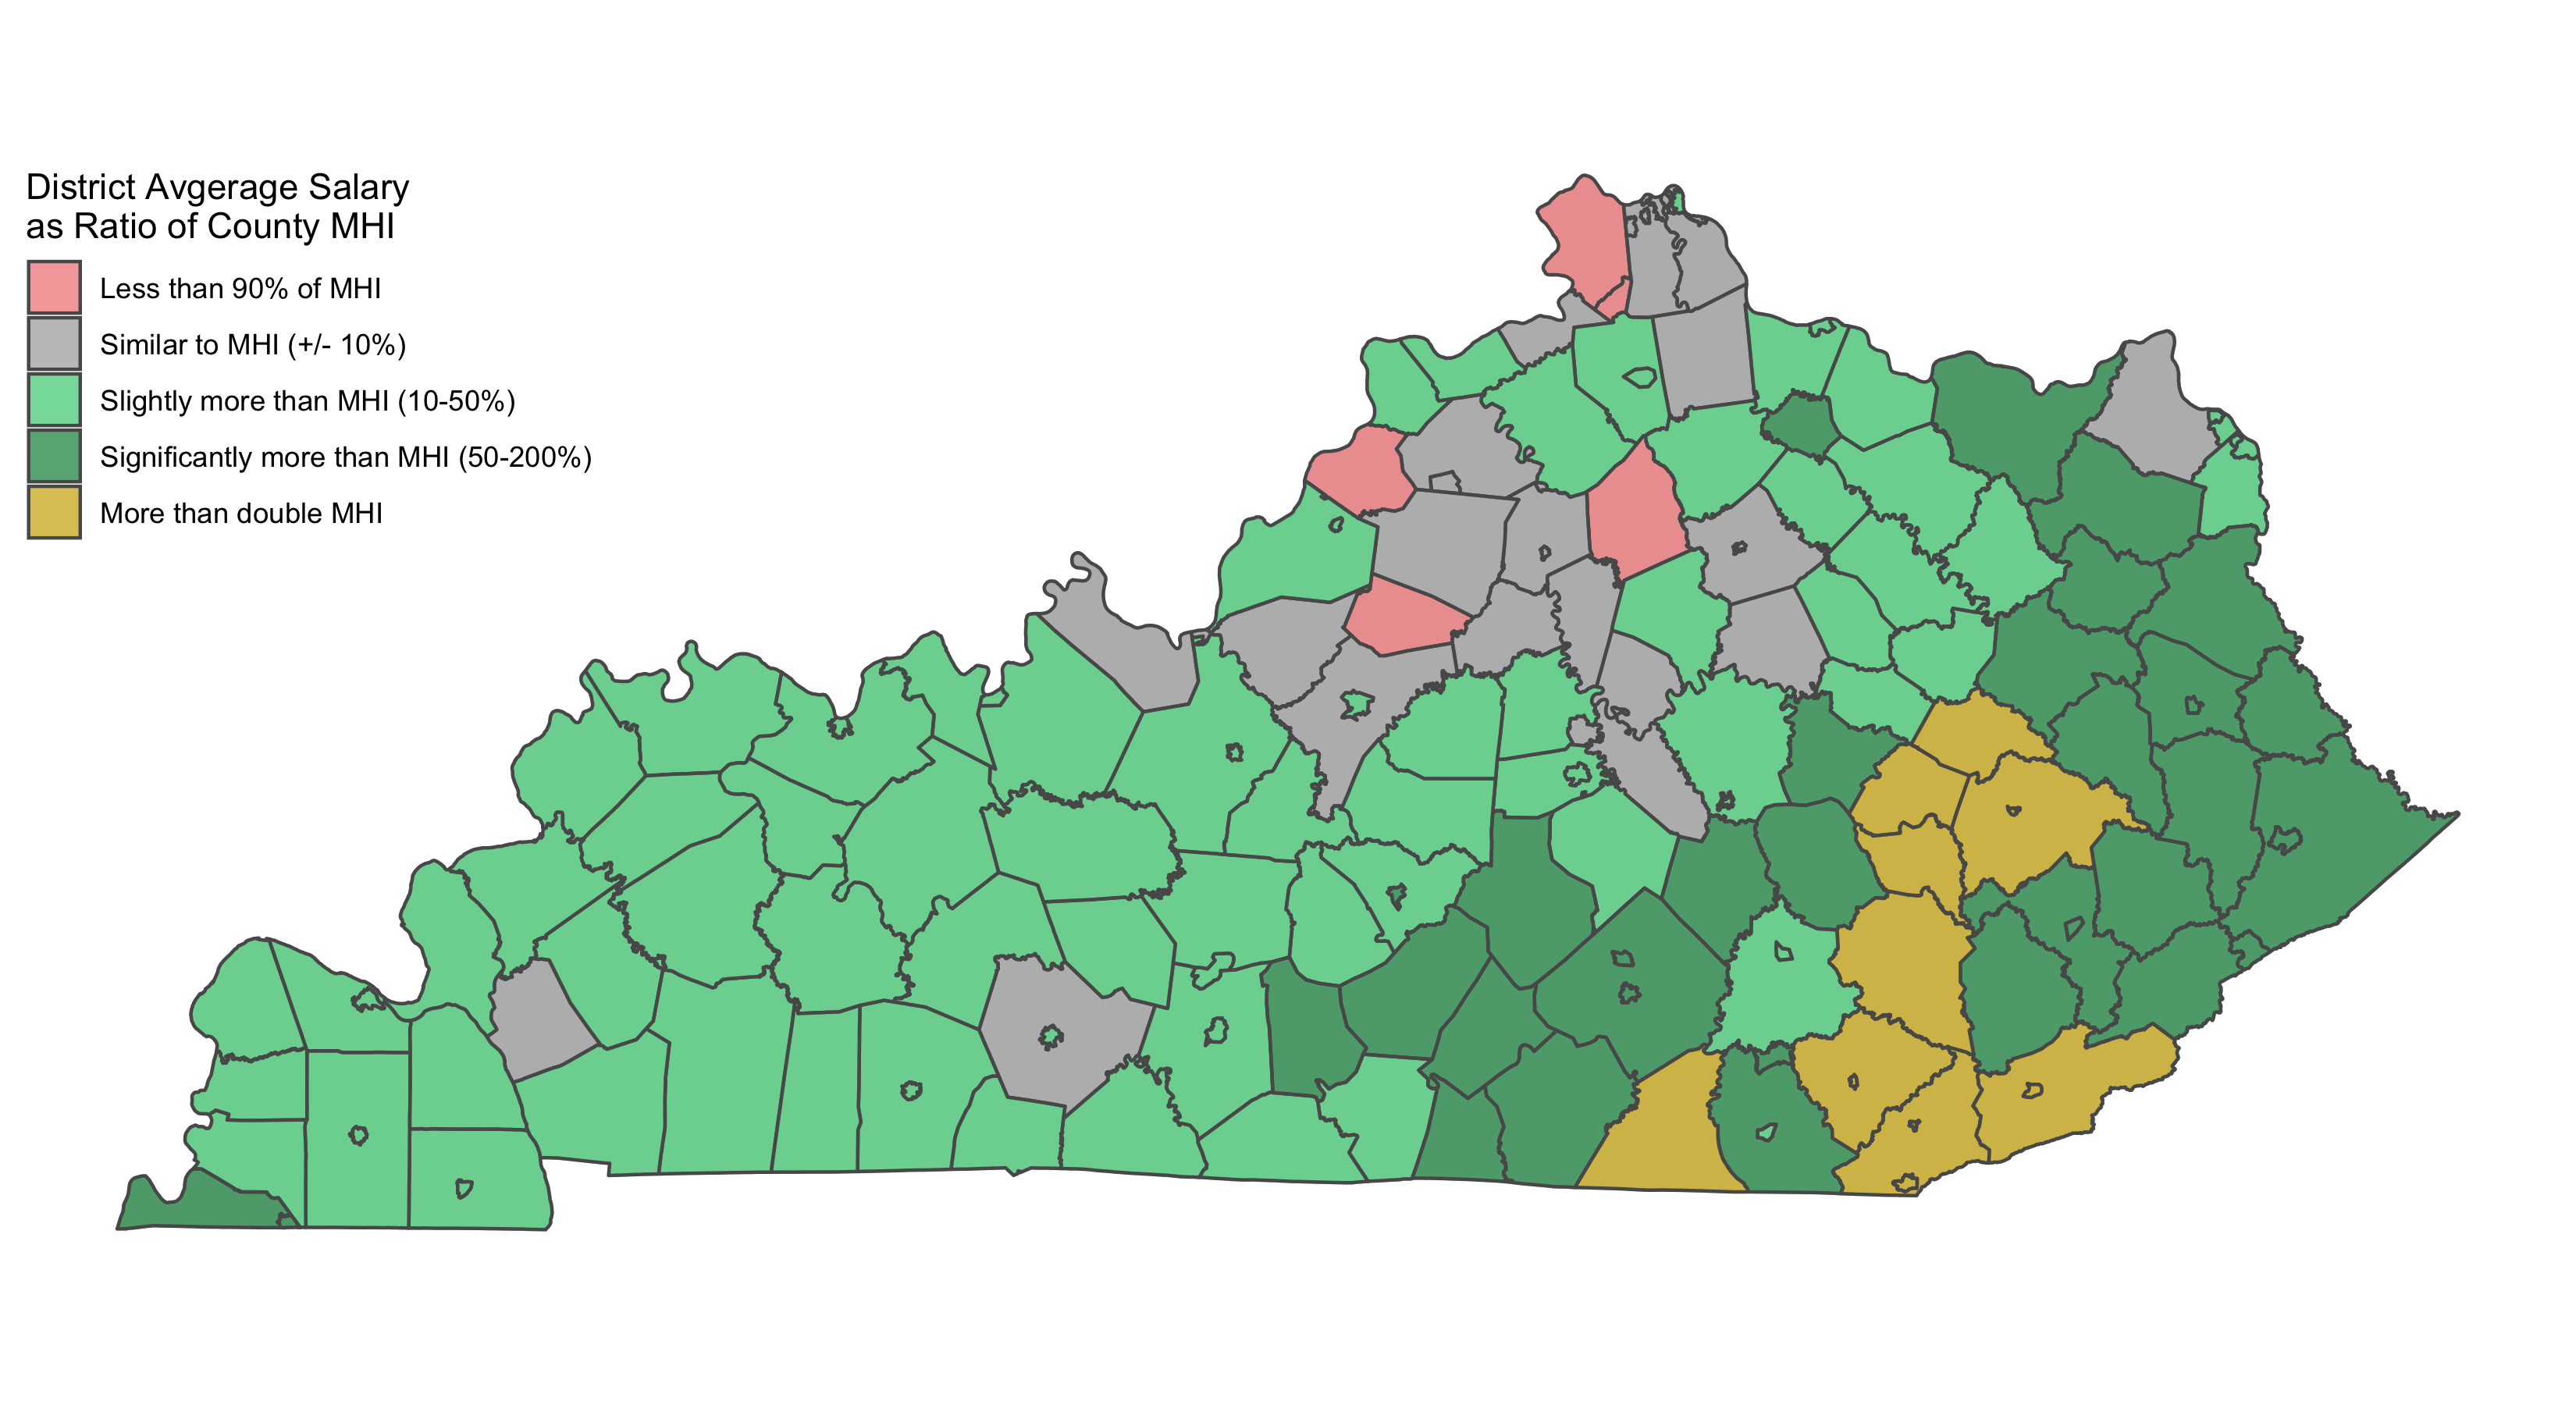 District Avgerage Salary
as Ratio of County MHI
Less than 90% of MHI
Similar to MHI (+/- 10%)
Slightly more than MHI (10-50%)
Significantly more than MHI (50-200%)
More than double MHI